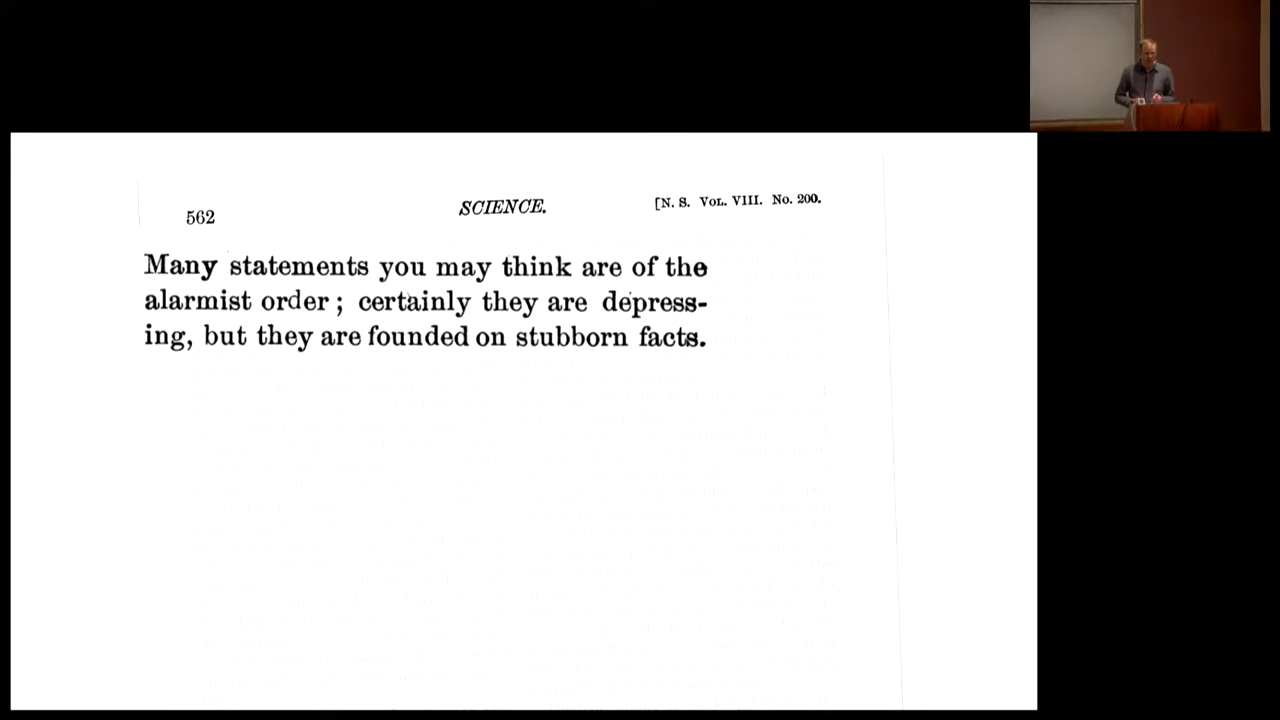 562 SCIENCE. [N. S. VOL. VIII. No. 200.
Many statements you may think are of the
alarmist order; certainly they are depress-
ing, but they are founded on stubborn facts.